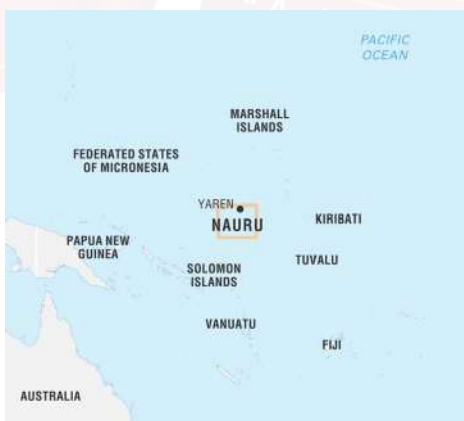 PACIFIC
OCEAN
MARSHALL
ISLANDS
FEDERATED STATES
OF MICRONESIA
YAREN
NAURU
KIRIBATI
PAPUA NEW
GUINEA
TUVALU
SOLOMON
ISLANDS
VANUATU
FIJI
AUSTRALIA